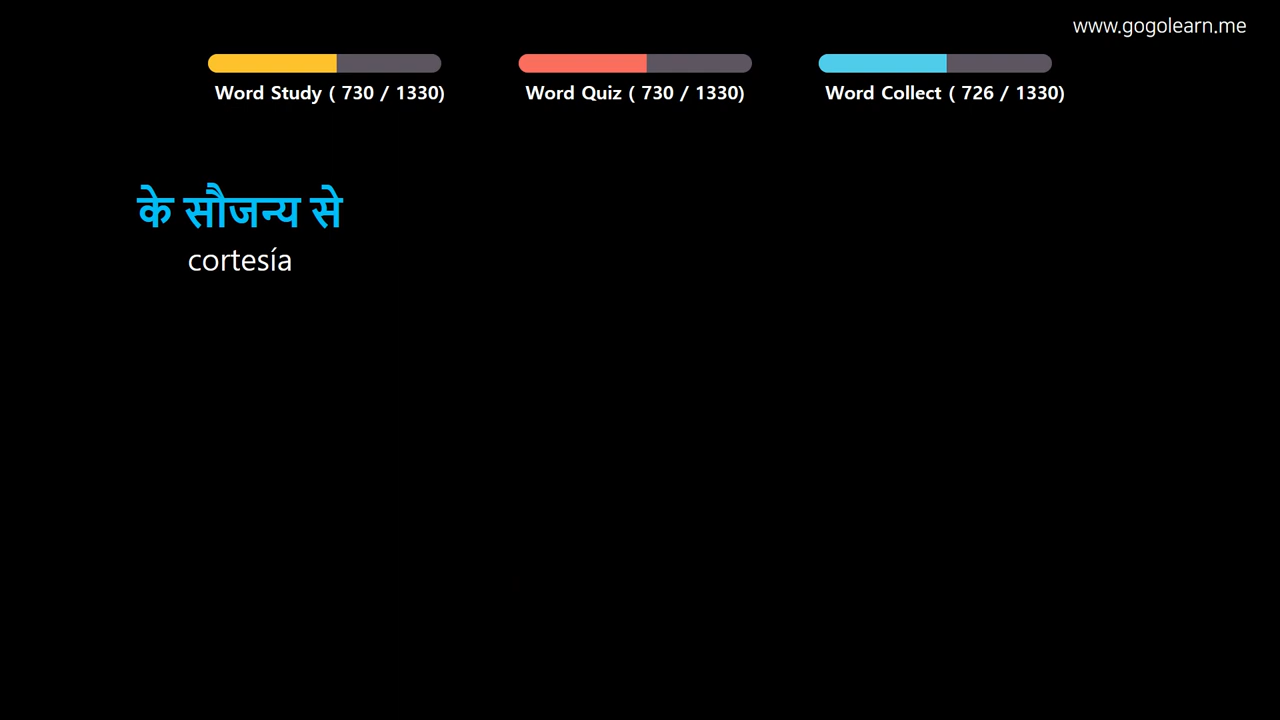 www.gogolearn.me
Word Study ( 730 / 1330)
Word Quiz ( 730 / 1330)
Word Collect ( 726 / 1330)
के सौजन्य से
cortesía